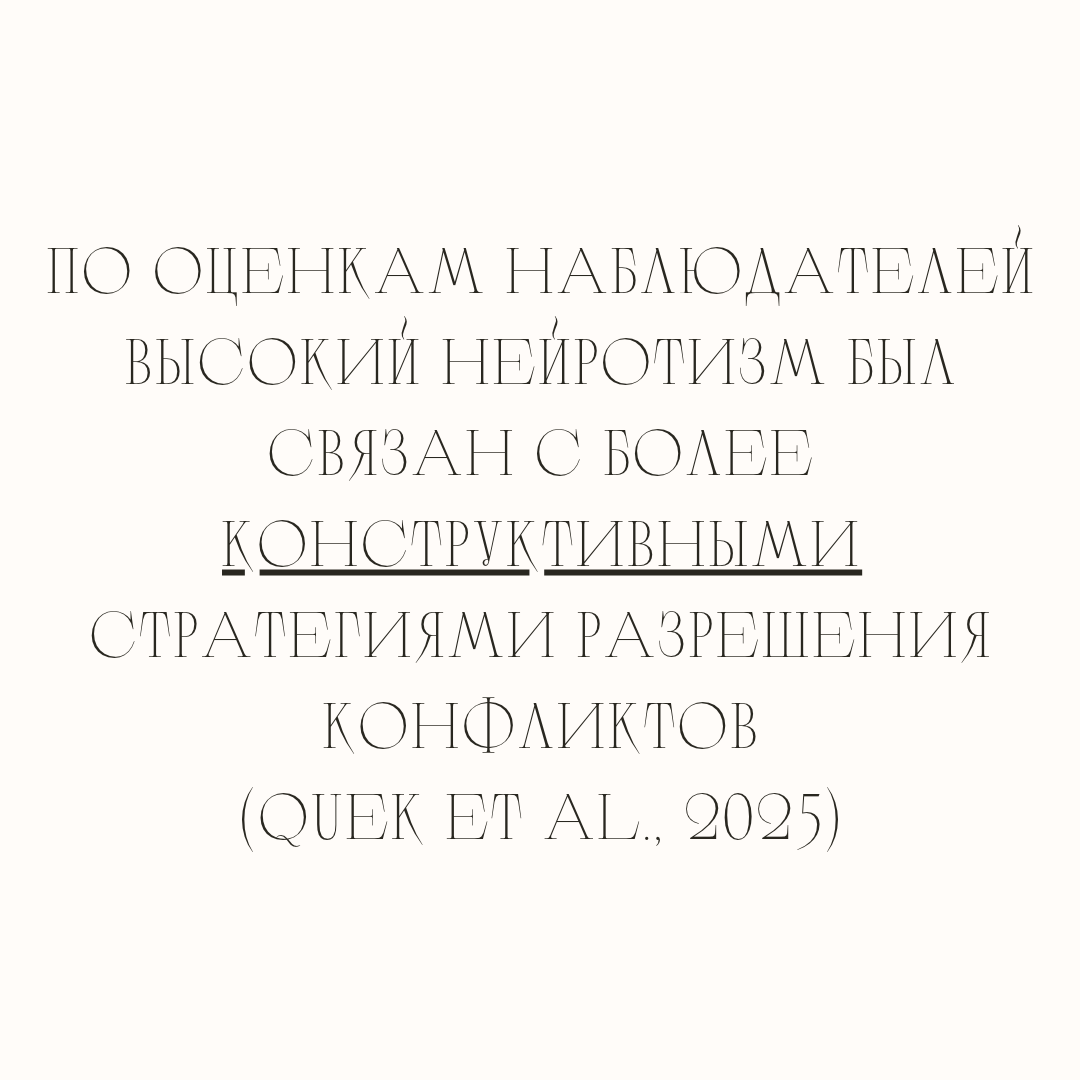 ПО ОЦЕНКАМ НАБЛЮДАТЕЛЕЙ
ВЫСОКИЙ НЕЙРОТИЗМ БЫЛ
СВЯЗАН С БОЛЕЕ
КОНСТРУКТИВНЫМИ
СТРАТЕГИЯМИ РАЗРЕШЕНИЯ
КОНФЛИКТОВ
(QUEK ET AL., 2025)